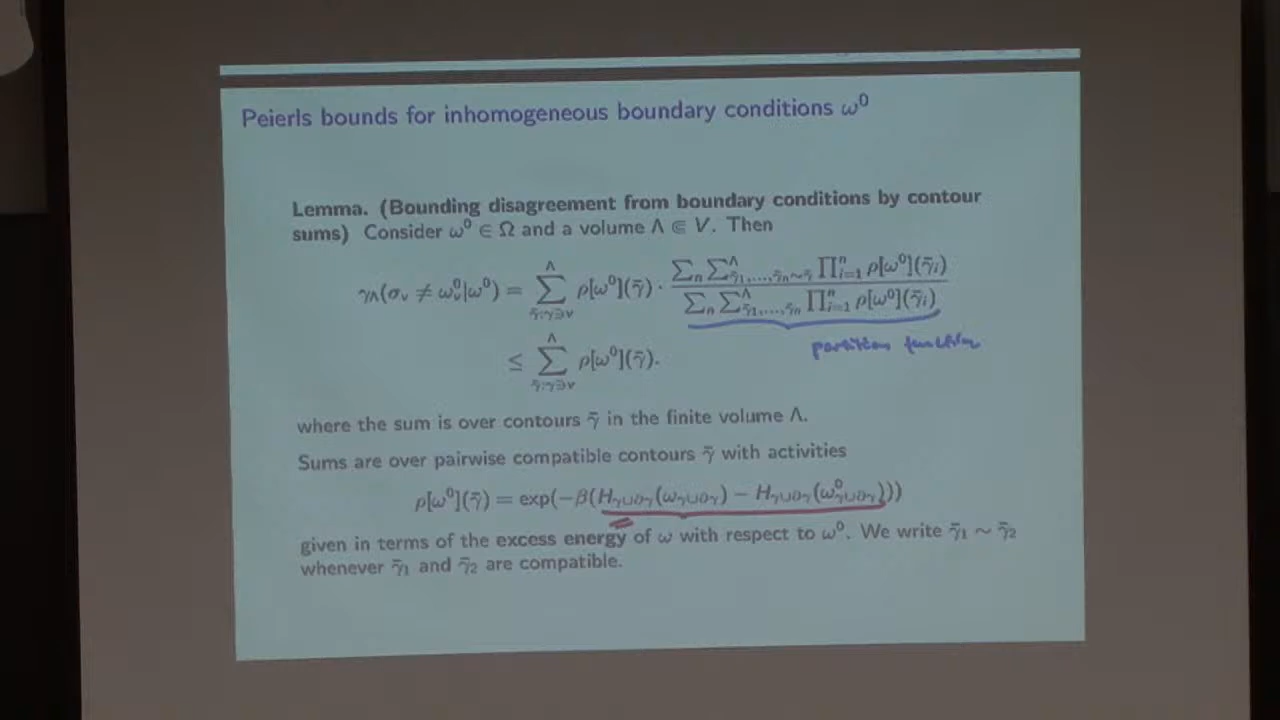 Peierls bounds for inhomogeneous boundary conditions ω⁰
Lemma. (Bounding disagreement from boundary conditions by contour
sums) Consider ω⁰ ∈ Ω and a volume Λ ⋐ V. Then
γ_Λ(σ_v ≠ ω⁰_v|ω⁰) = ∑^Λ_{γ̄:γ∋v} ρ[ω⁰](γ̄) · (∑_n ∑^Λ_{γ̄₁,...,γ̄ₙ∼γ̄} ∏ⁿ_{i=1} ρ[ω⁰](γ̄ᵢ)) / (∑_n ∑^Λ_{γ̄₁,...,γ̄ₙ} ∏ⁿ_{i=1} ρ[ω⁰](γ̄ᵢ))
partition function
≤ ∑^Λ_{γ̄:γ∋v} ρ[ω⁰](γ̄).
where the sum is over contours γ̄ in the finite volume Λ.
Sums are over pairwise compatible contours γ̄ with activities
ρ[ω⁰](γ̄) = exp(−β(H_{γ∪∂γ}(ω_{γ∪∂γ}) − H_{γ∪∂γ}(ω⁰_{γ∪∂γ})))
given in terms of the excess energy of ω with respect to ω⁰. We write γ̄₁ ∼ γ̄₂
whenever γ̄₁ and γ̄₂ are compatible.